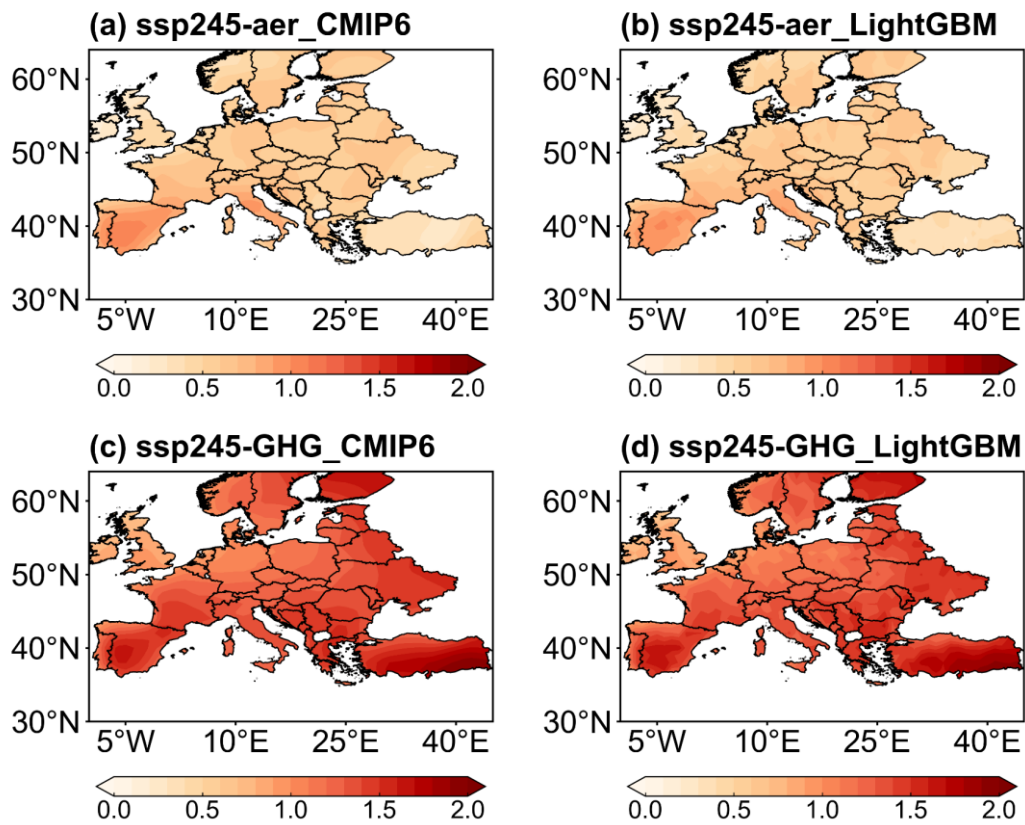 (a) ssp245-aer_CMIP6
60°N
50°N
40°N
30°N
5°W 10°E 25°E 40°E
0.0 0.5 1.0 1.5 2.0
(b) ssp245-aer_LightGBM
60°N
50°N
40°N
30°N
5°W 10°E 25°E 40°E
0.0 0.5 1.0 1.5 2.0
(c) ssp245-GHG_CMIP6
60°N
50°N
40°N
30°N
5°W 10°E 25°E 40°E
0.0 0.5 1.0 1.5 2.0
(d) ssp245-GHG_LightGBM
60°N
50°N
40°N
30°N
5°W 10°E 25°E 40°E
0.0 0.5 1.0 1.5 2.0